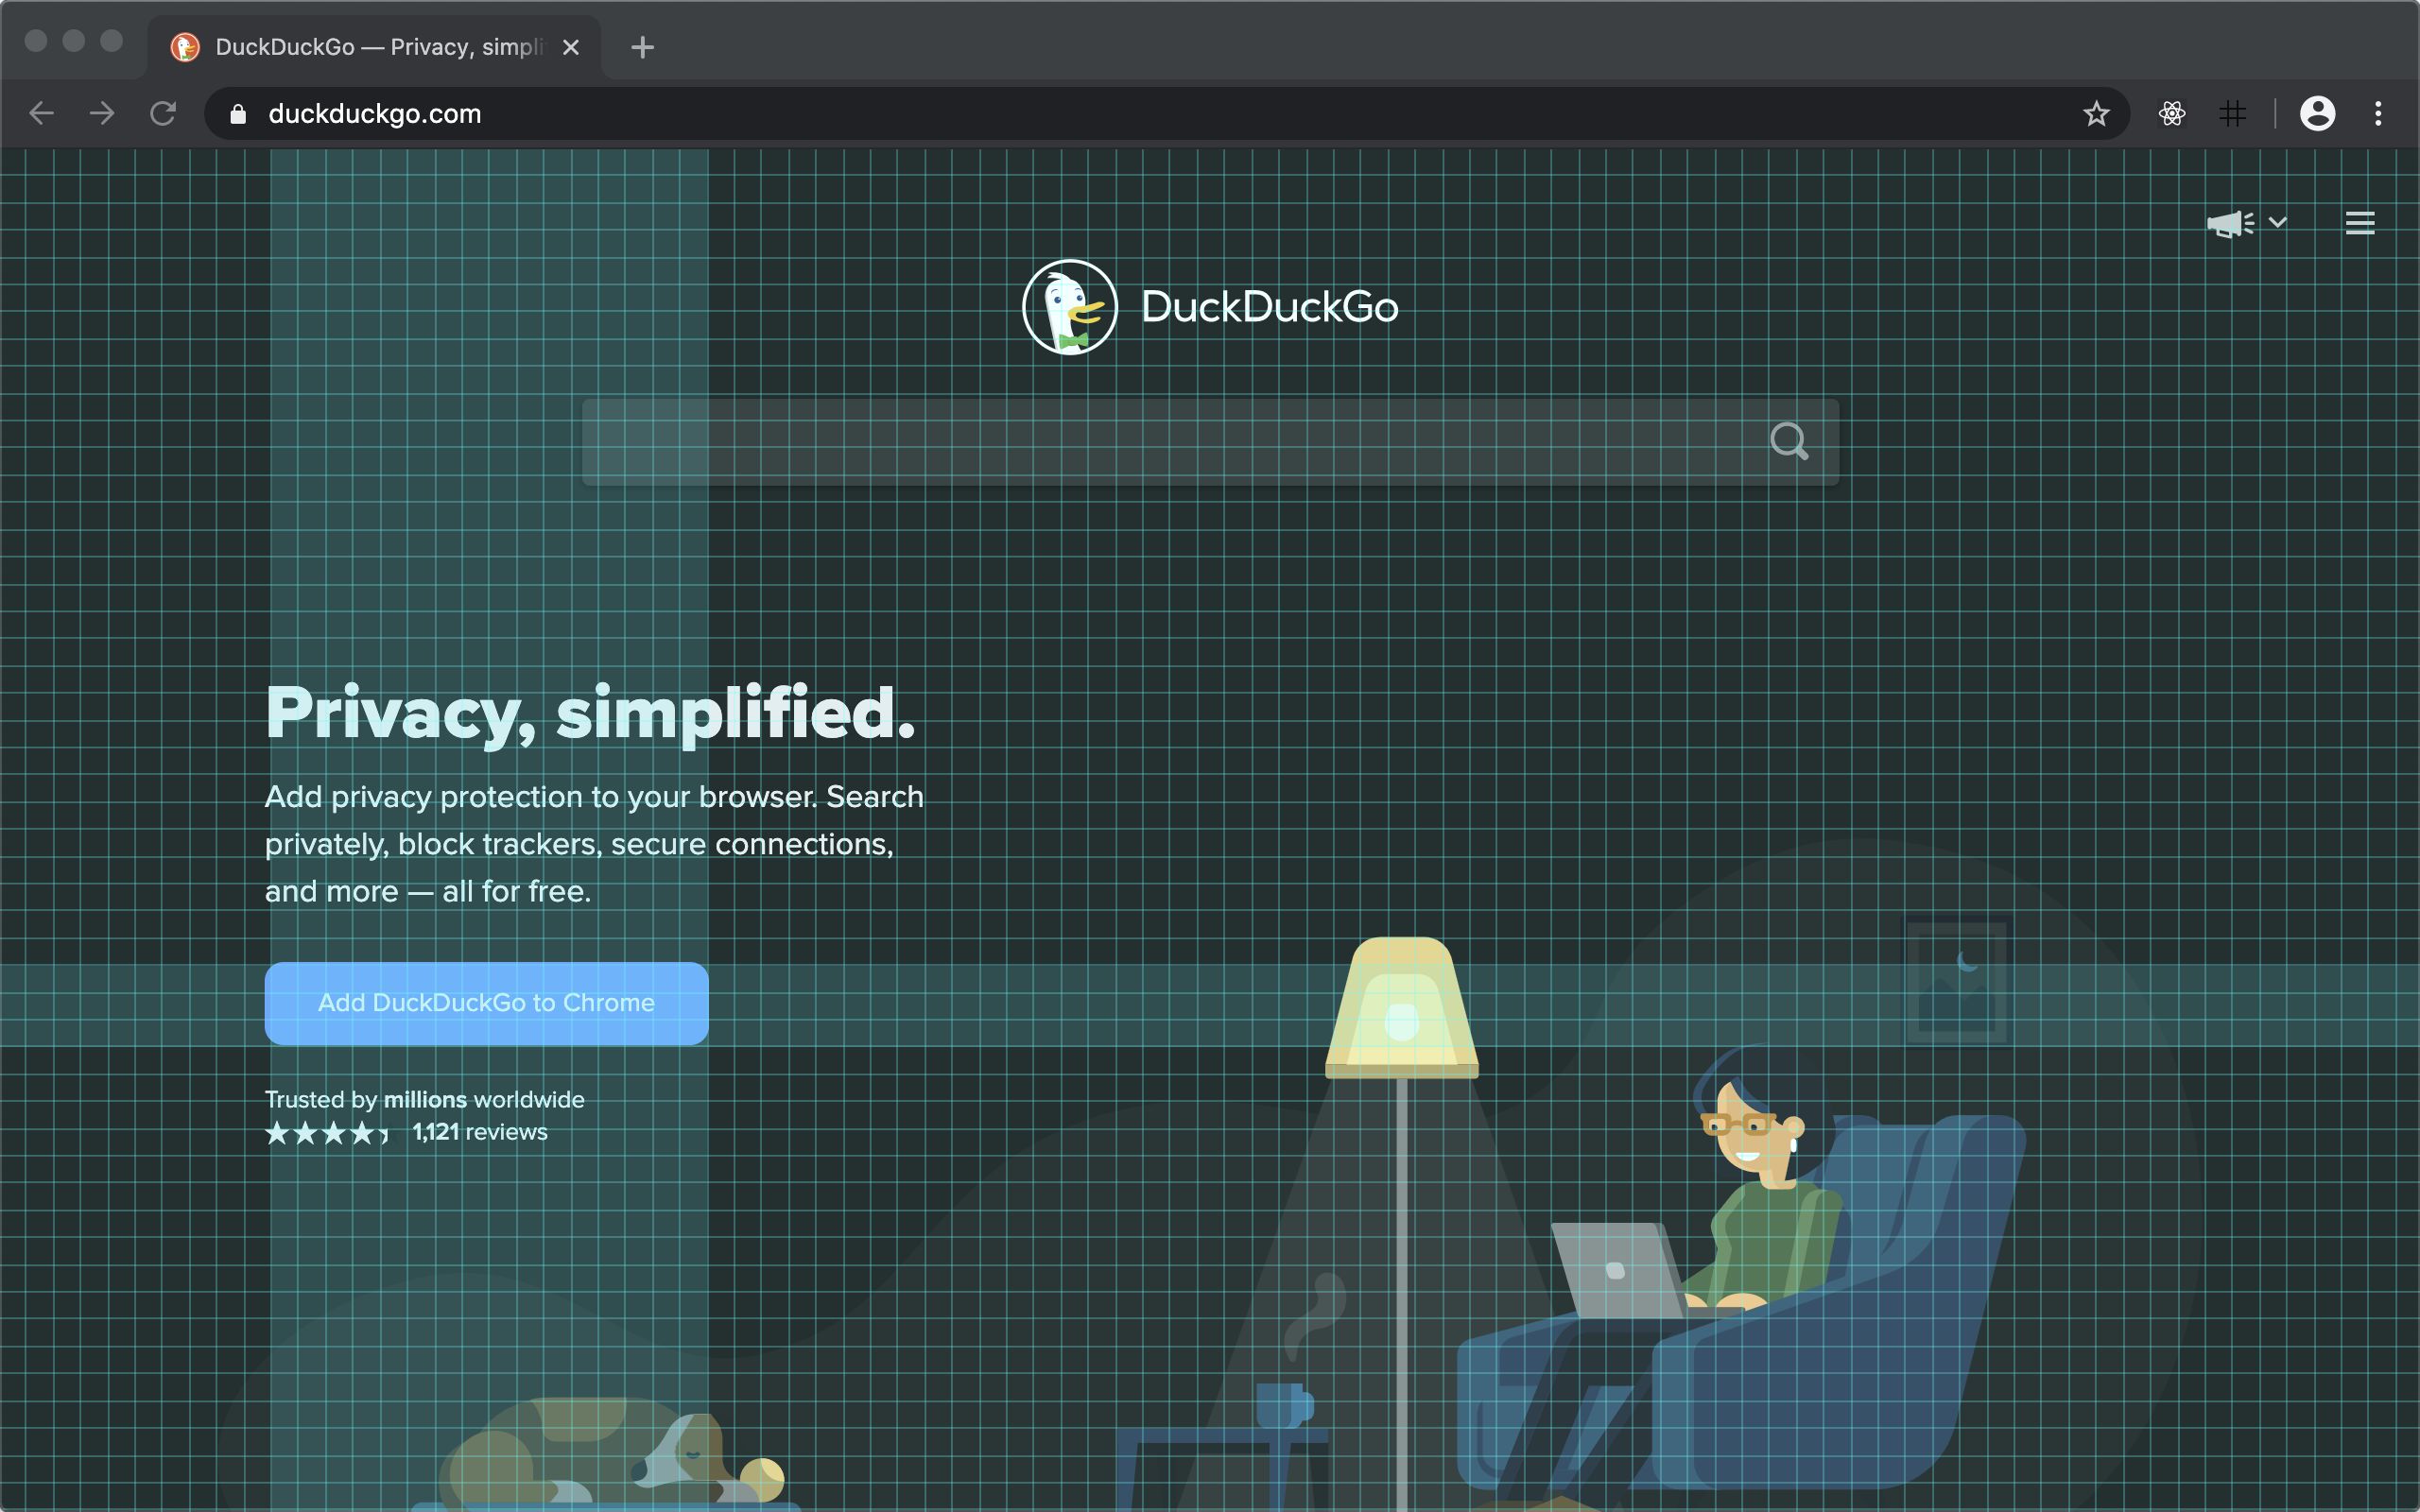 DuckDuckGo — Privacy, simpli
duckduckgo.com
DuckDuckGo
Privacy, simplified.
Add privacy protection to your browser. Search
privately, block trackers, secure connections,
and more — all for free.
Add DuckDuckGo to Chrome
Trusted by millions worldwide
1,121 reviews